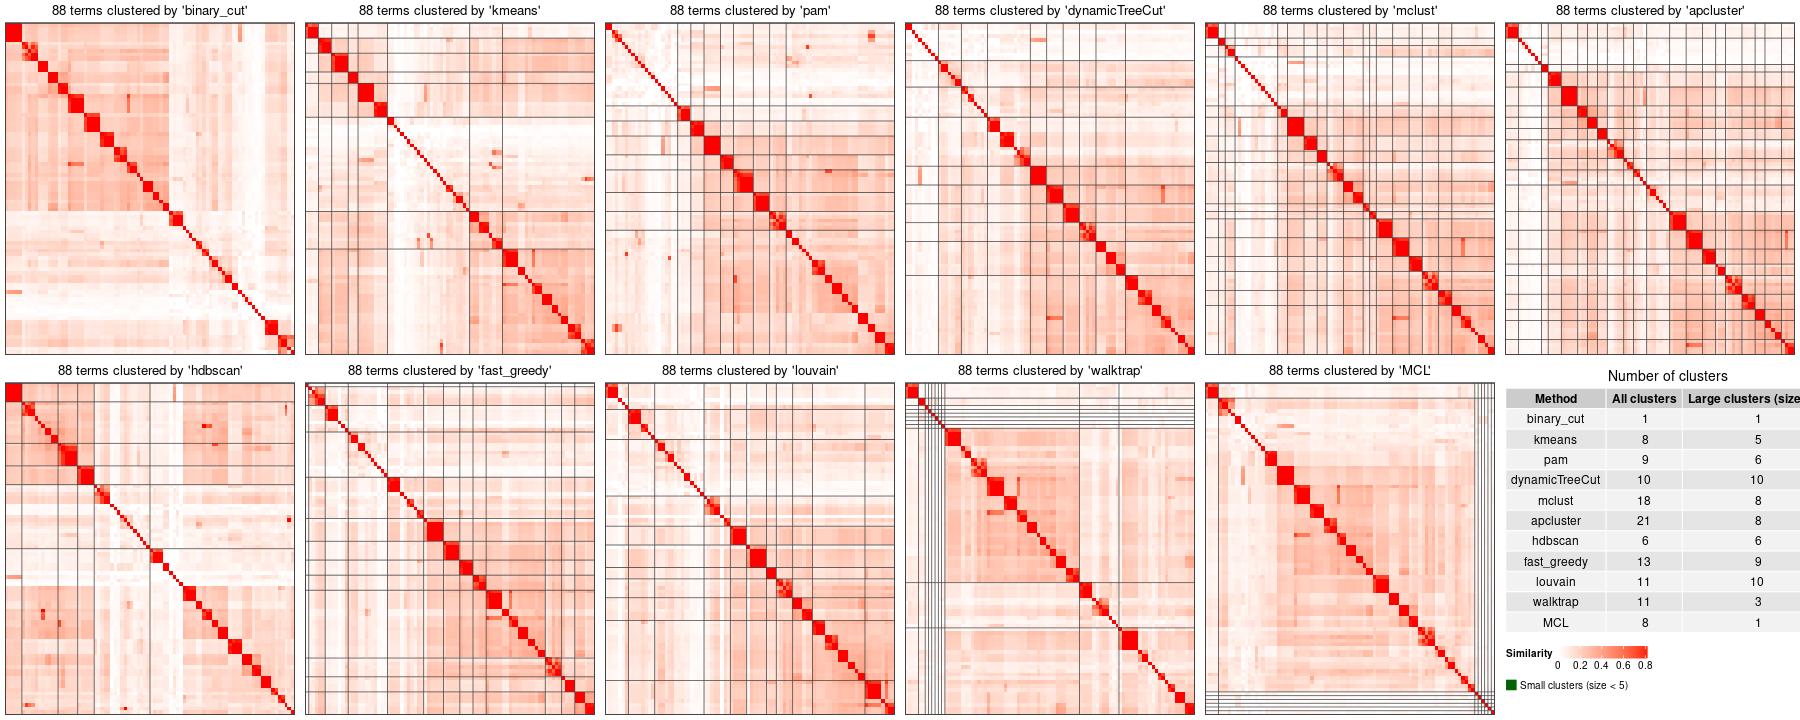 88 terms clustered by 'binary_cut'
88 terms clustered by 'kmeans'
88 terms clustered by 'pam'
88 terms clustered by 'dynamicTreeCut'
88 terms clustered by 'mclust'
88 terms clustered by 'apcluster'
88 terms clustered by 'hdbscan'
88 terms clustered by 'fast_greedy'
88 terms clustered by 'louvain'
88 terms clustered by 'walktrap'
88 terms clustered by 'MCL'
Number of clusters
Method All clusters Large clusters (size
binary_cut 1 1
kmeans 8 5
pam 9 6
dynamicTreeCut 10 10
mclust 18 8
apcluster 21 8
hdbscan 6 6
fast_greedy 13 9
louvain 11 10
walktrap 11 3
MCL 8 1
Similarity
0 0.2 0.4 0.6 0.8
Small clusters (size < 5)